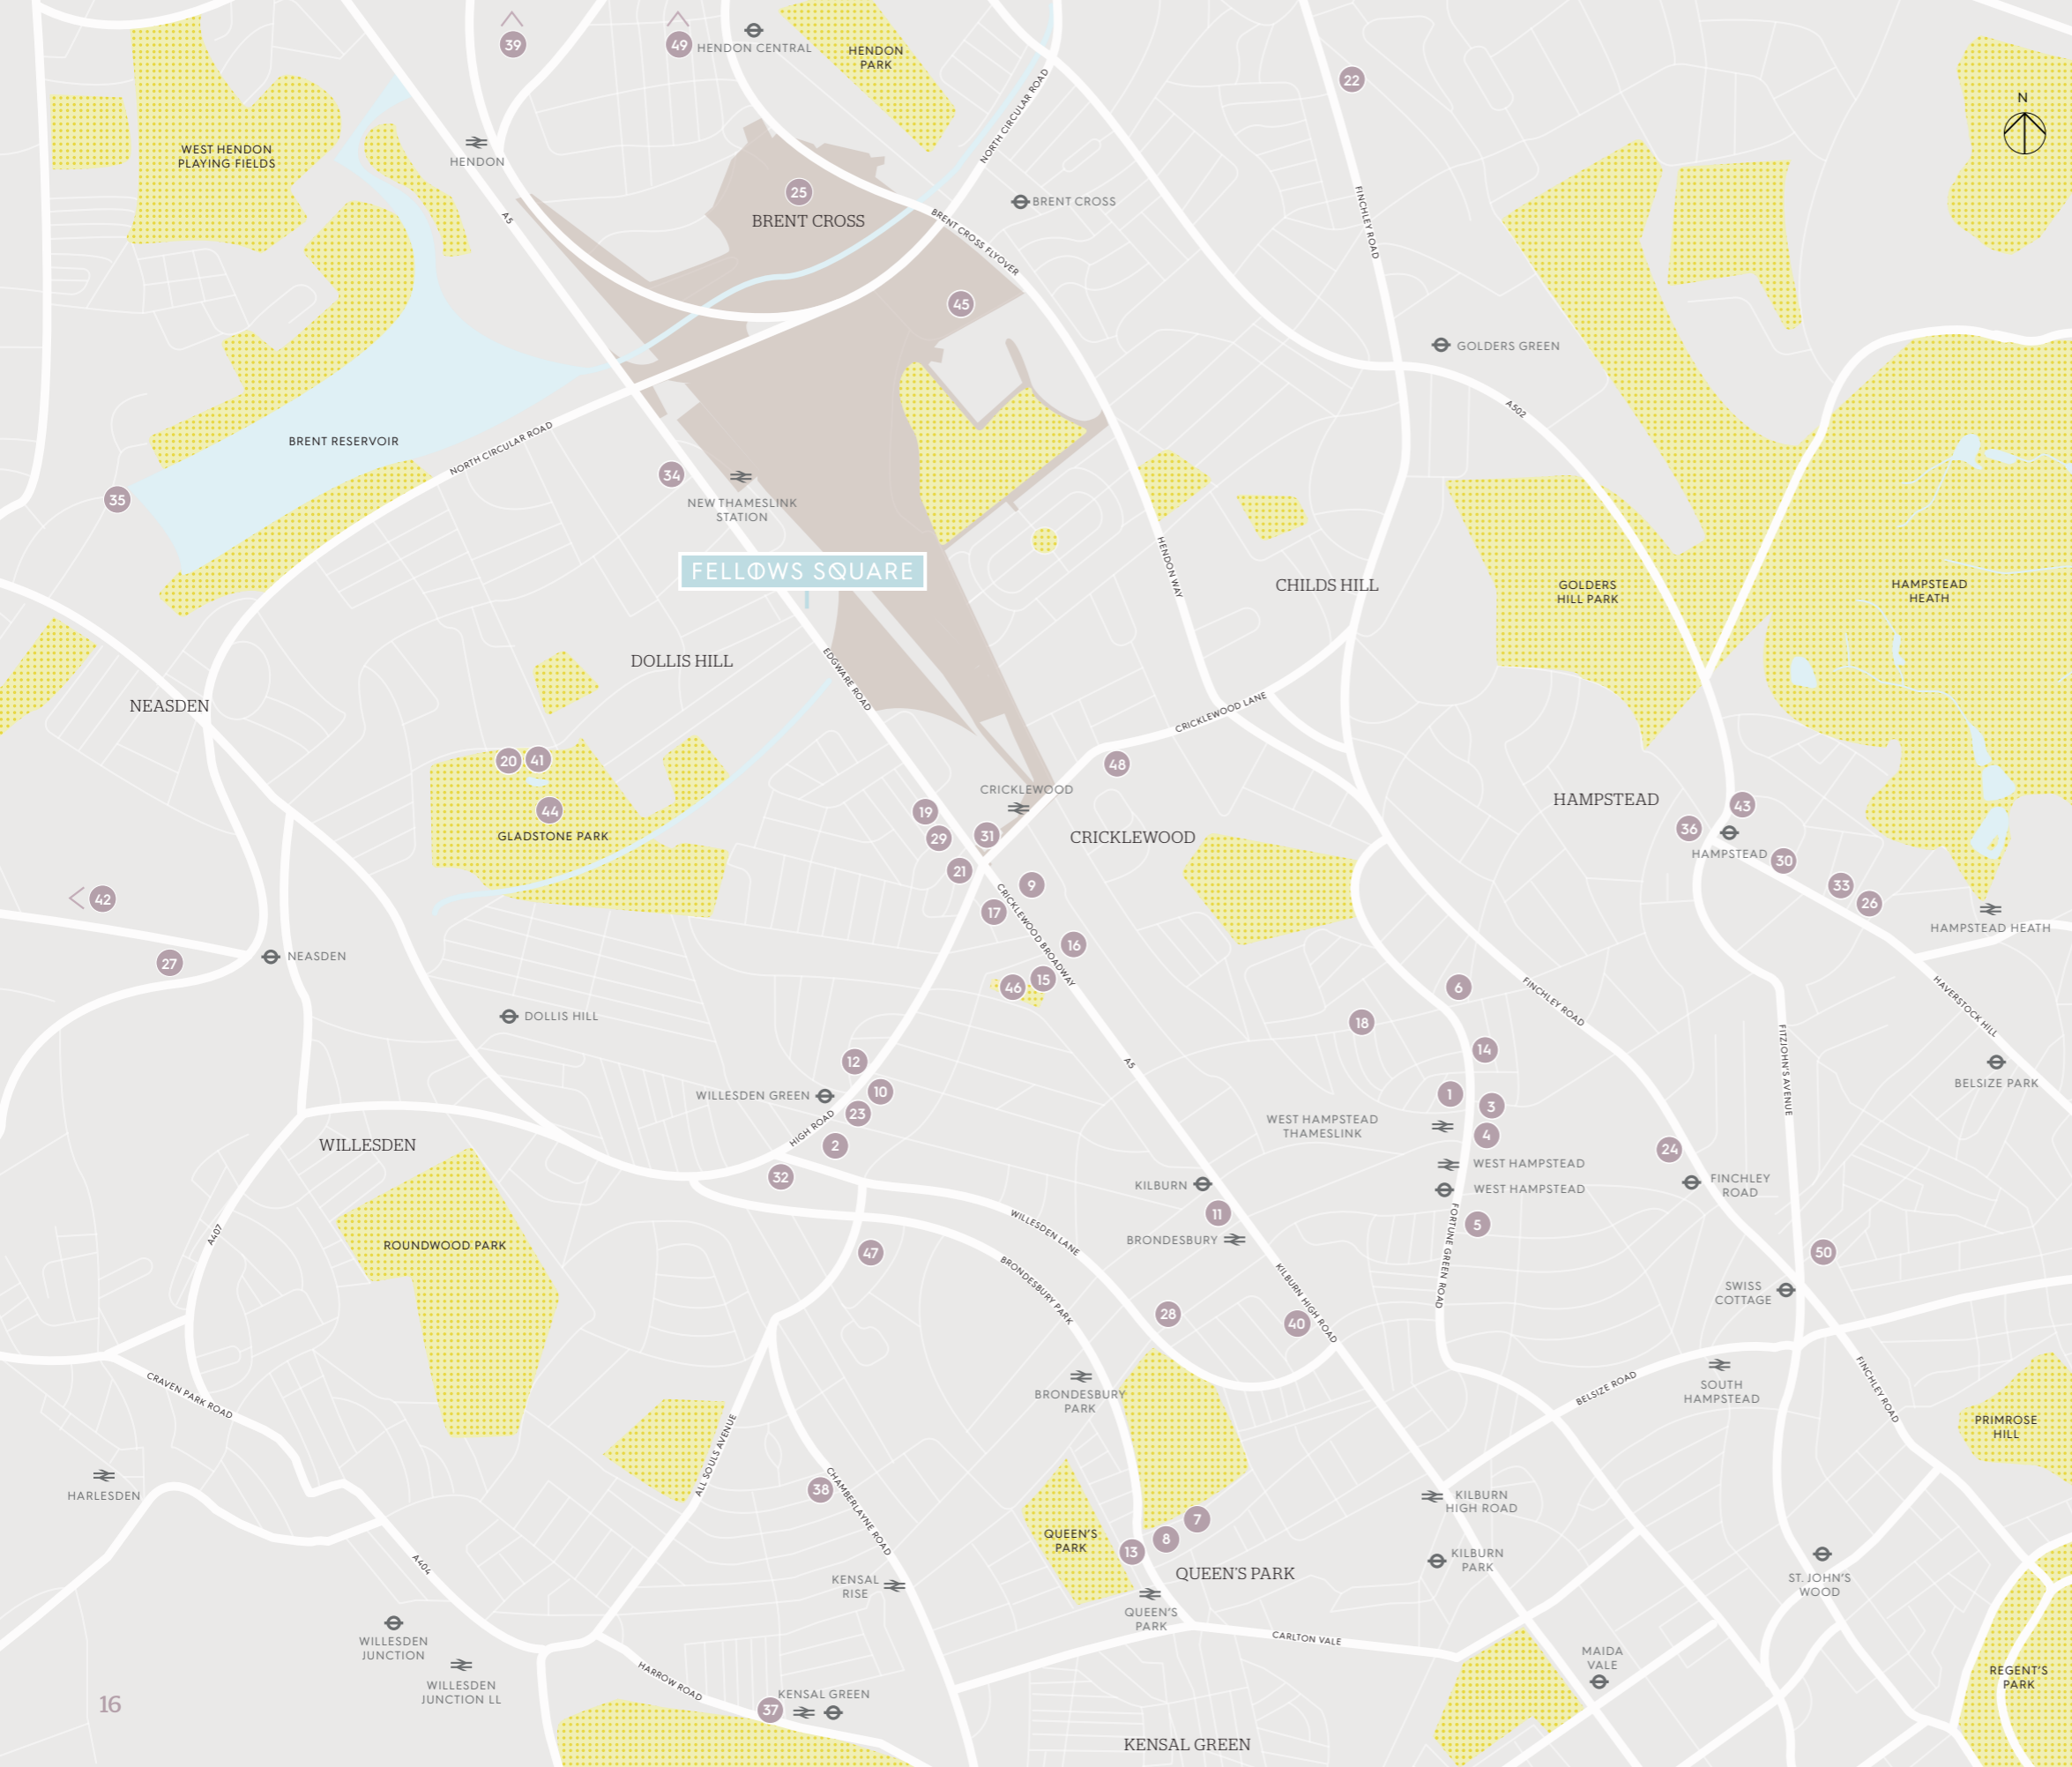 39
49
HENDON CENTRAL
HENDON
PARK
22
N
WEST HENDON
PLAYING FIELDS
HENDON
NORTH CIRCULAR ROAD
A5
25
BRENT CROSS
BRENT CROSS
BRENT CROSS FLYOVER
FINCHLEY ROAD
45
GOLDERS GREEN
A502
BRENT RESERVOIR
NORTH CIRCULAR ROAD
34
35
NEW THAMESLINK
STATION
FELLOWS SQUARE
HENDON WAY
CHILDS HILL
GOLDERS
HILL PARK
HAMPSTEAD
HEATH
DOLLIS HILL
EDGWARE ROAD
NEASDEN
CRICKLEWOOD LANE
20
41
48
44
GLADSTONE PARK
CRICKLEWOOD
19
29
31
CRICKLEWOOD
HAMPSTEAD
43
36
HAMPSTEAD
30
21
9
33
26
42
17
CRICKLEWOOD BROADWAY
HAMPSTEAD HEATH
16
27
NEASDEN
46
15
6
FINCHLEY ROAD
HAVERSTOCK HILL
DOLLIS HILL
18
14
FITZJOHN'S AVENUE
12
A5
BELSIZE PARK
WILLESDEN GREEN
10
1
3
23
HIGH ROAD
WEST HAMPSTEAD
THAMESLINK
4
WILLESDEN
2
24
32
WEST HAMPSTEAD
KILBURN
WEST HAMPSTEAD
FINCHLEY
ROAD
11
5
A407
WILLESDEN LANE
FORTUNE GREEN ROAD
ROUNDWOOD PARK
BRONDESBURY
47
50
BRONDESBURY PARK
KILBURN HIGH ROAD
SWISS
COTTAGE
28
40
BRONDESBURY
PARK
CRAVEN PARK ROAD
BELSIZE ROAD
SOUTH
HAMPSTEAD
FINCHLEY ROAD
PRIMROSE
HILL
ALL SOULS AVENUE
HARLESDEN
38
CHAMBERLAYNE ROAD
KILBURN
HIGH ROAD
7
QUEEN'S
PARK
8
13
A404
QUEEN'S PARK
KILBURN
PARK
KENSAL
RISE
ST. JOHN'S
WOOD
QUEEN'S
PARK
WILLESDEN
JUNCTION
CARLTON VALE
MAIDA
VALE
HARROW ROAD
WILLESDEN
JUNCTION LL
REGENT'S
PARK
16
37
KENSAL GREEN
KENSAL GREEN